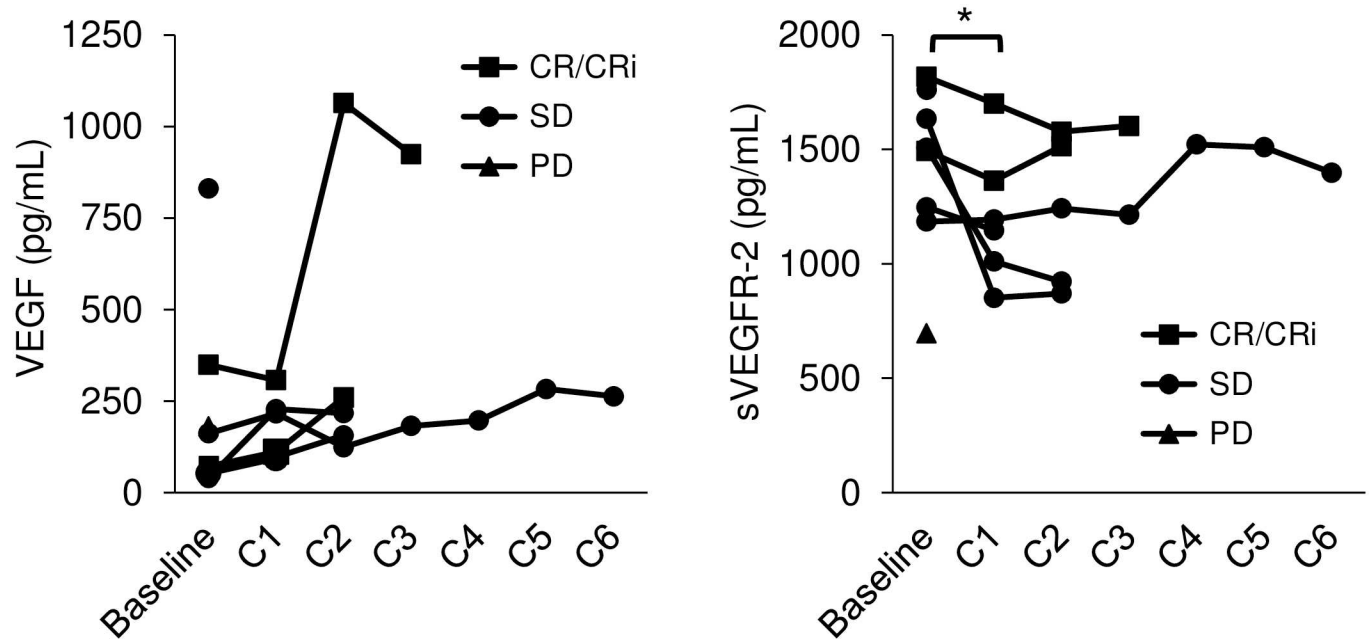 VEGF (pg/mL)
1250
1000
750
500
250
0
CR/CRi
SD
PD
Baseline
C1
C2
C3
C4
C5
C6
sVEGFR-2 (pg/mL)
2000
1500
1000
500
0
*
CR/CRi
SD
PD
Baseline
C1
C2
C3
C4
C5
C6